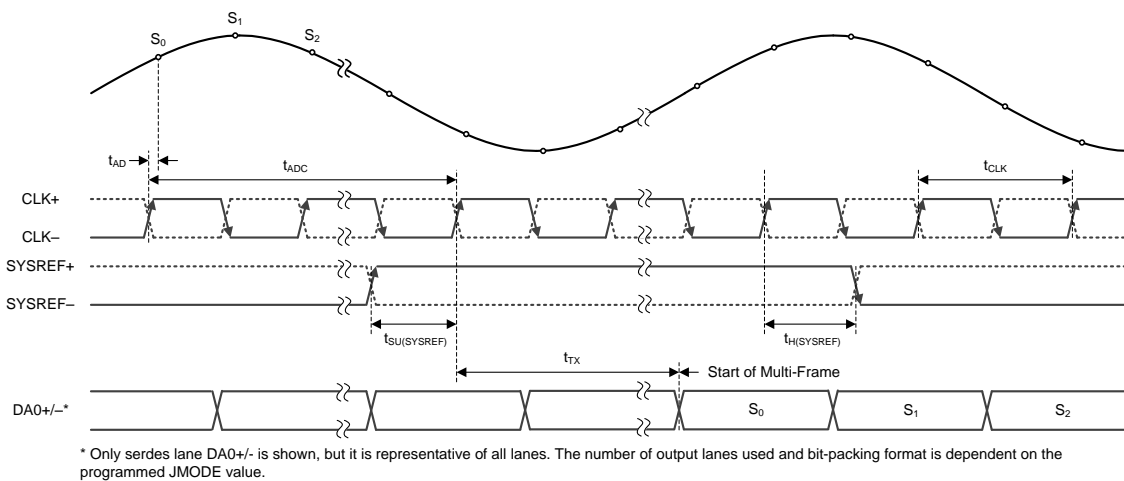 S0
S1
S2
tAD
tADC
tCLK
CLK+
CLK–
SYSREF+
SYSREF–
tSU(SYSREF)
tH(SYSREF)
tTX
Start of Multi-Frame
DA0+/–*
S0
S1
S2
* Only serdes lane DA0+/- is shown, but it is representative of all lanes. The number of output lanes used and bit-packing format is dependent on the
programmed JMODE value.